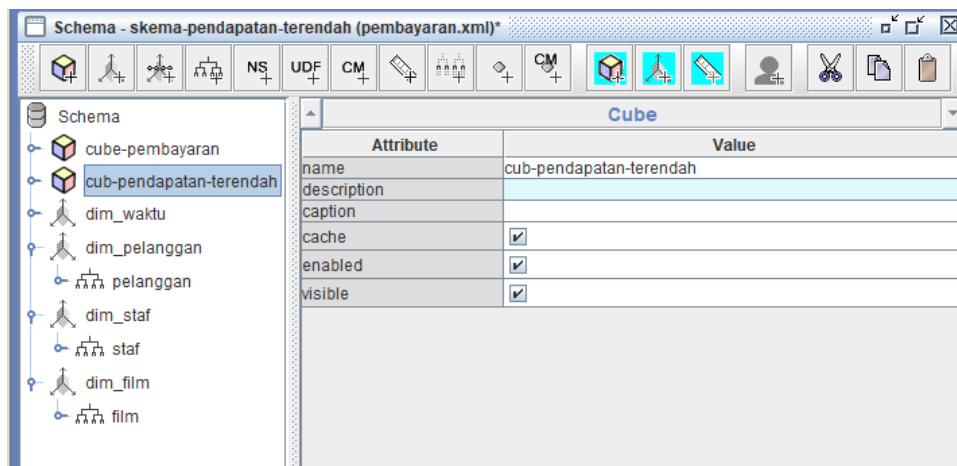 Schema - skema-pendapatan-terendah (pembayaran.xml)*
NS UDF CM CM
Schema
cube-pembayaran
cub-pendapatan-terendah
dim_waktu
dim_pelanggan
pelanggan
dim_staf
staf
dim_film
film
Cube
Attribute Value
name cub-pendapatan-terendah
description
caption
cache
enabled
visible